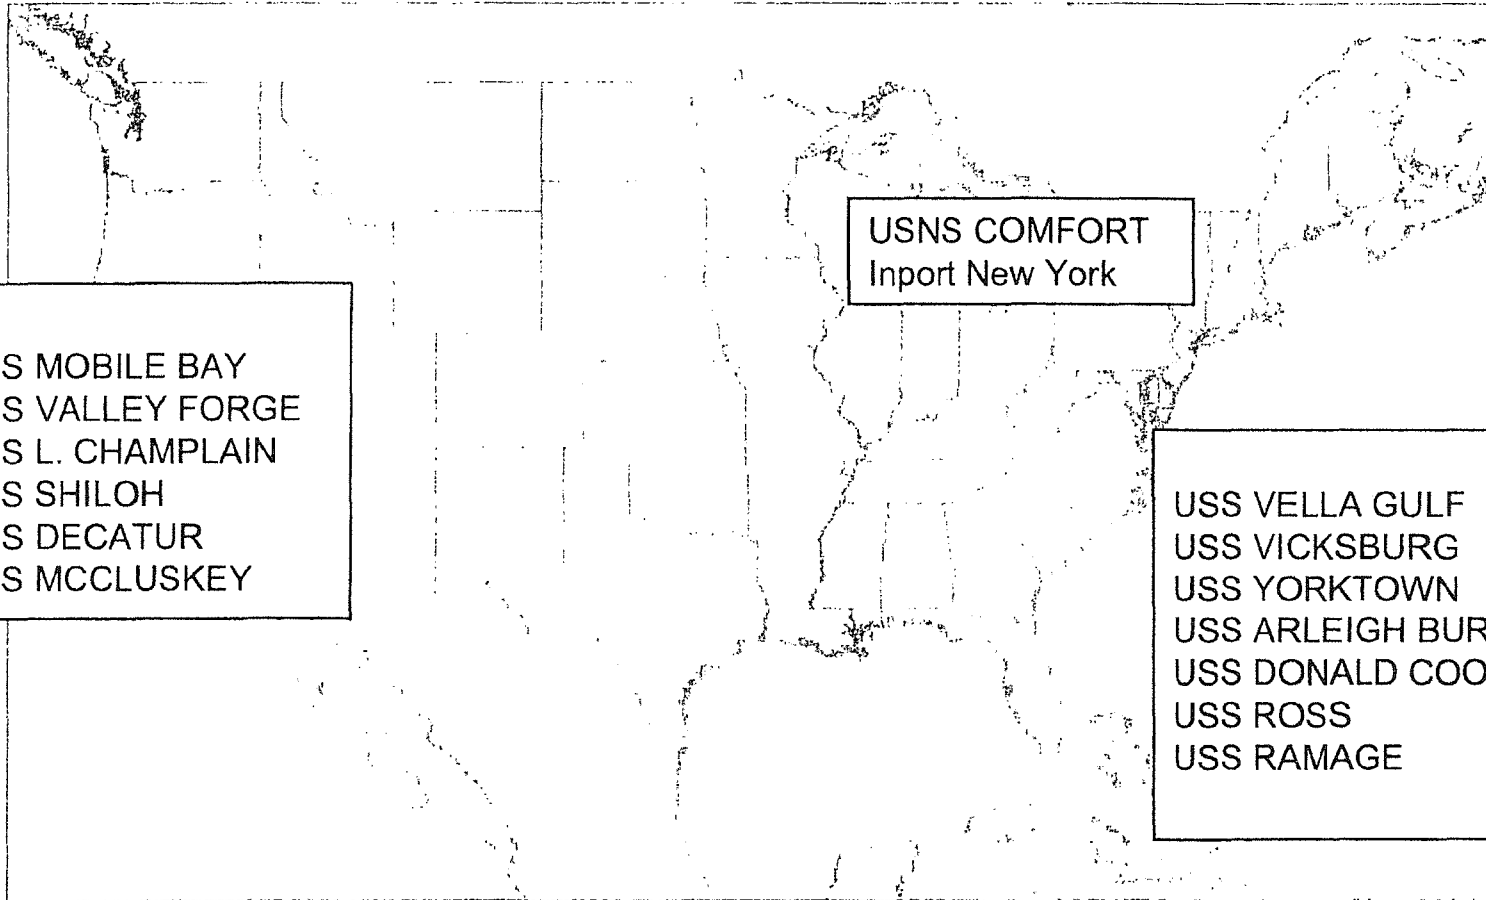 USNS COMFORT
Inport New York
S MOBILE BAY
S VALLEY FORGE
S L. CHAMPLAIN
S SHILOH
S DECATUR
S MCCLUSKEY
USS VELLA GULF
USS VICKSBURG
USS YORKTOWN
USS ARLEIGH BUR
USS DONALD COO
USS ROSS
USS RAMAGE